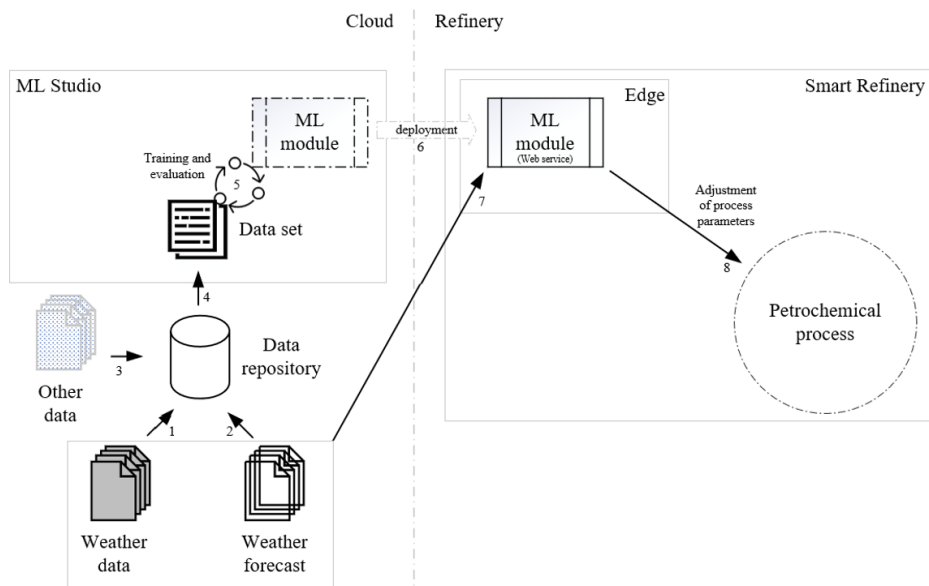 Cloud
Refinery
ML Studio
ML
module
Training and
evaluation
5
Data set
deployment
6
Edge
Smart Refinery
ML
module
(Web service)
7
Adjustment
of process
parameters
8
Petrochemical
process
4
Data
repository
3
Other
data
1
2
Weather
data
Weather
forecast